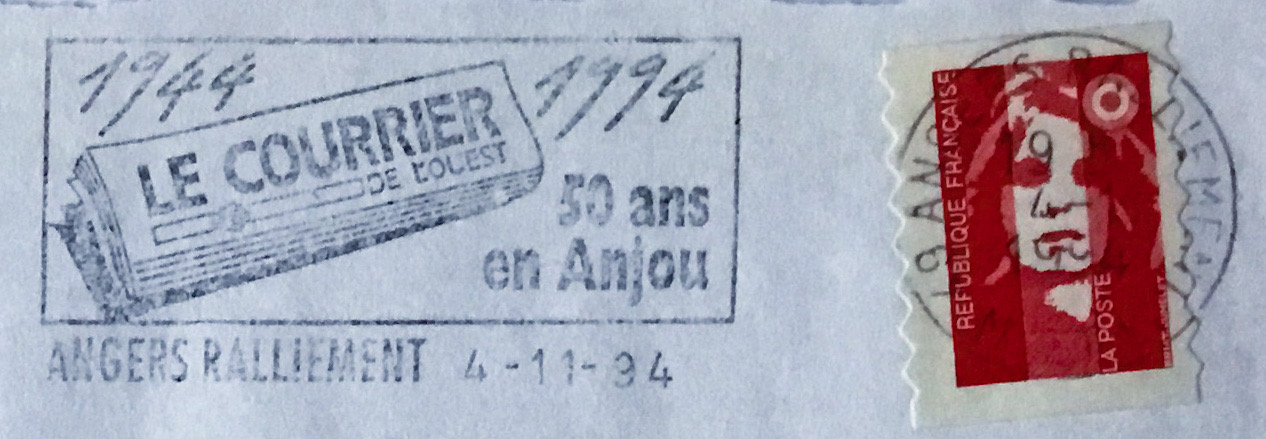 1944 1994
LE COURRIER
DE L'OUEST
50 ans
en Anjou
ANGERS RALLIEMENT 4-11-94
REPUBLIQUE FRANÇAISE
LA POSTE